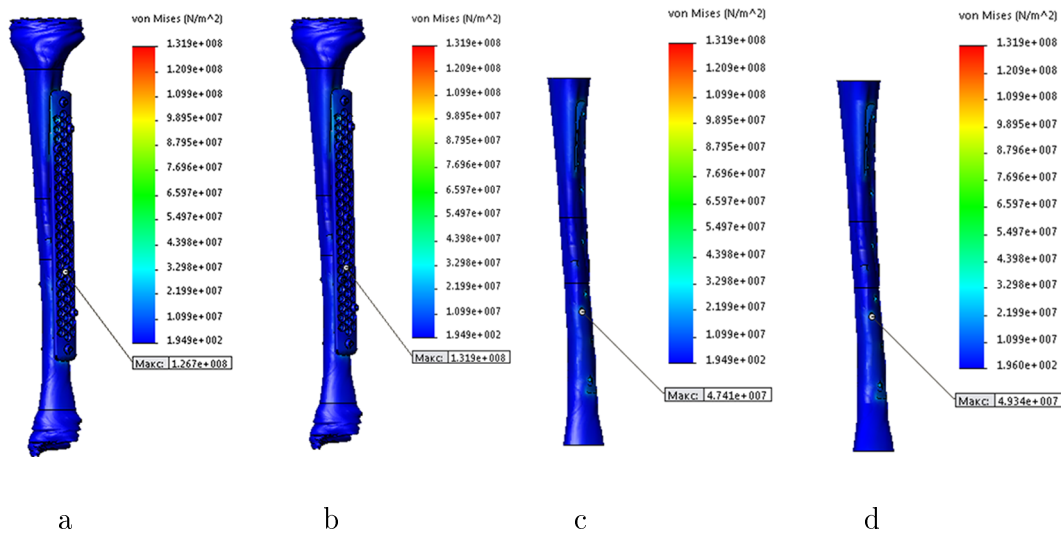 von Mises (N/m^2)
1.319e+008
1.209e+008
1.099e+008
9.895e+007
8.795e+007
7.696e+007
6.597e+007
5.497e+007
4.398e+007
3.298e+007
2.199e+007
1.099e+007
1.949e+002
Макс: 1.267e+008
a
von Mises (N/m^2)
1.319e+008
1.209e+008
1.099e+008
9.895e+007
8.795e+007
7.696e+007
6.597e+007
5.497e+007
4.398e+007
3.298e+007
2.199e+007
1.099e+007
1.949e+002
Макс: 1.319e+008
b
von Mises (N/m^2)
1.319e+008
1.209e+008
1.099e+008
9.895e+007
8.795e+007
7.696e+007
6.597e+007
5.497e+007
4.398e+007
3.298e+007
2.199e+007
1.099e+007
1.949e+002
Макс: 4.741e+007
c
von Mises (N/m^2)
1.319e+008
1.209e+008
1.099e+008
9.895e+007
8.795e+007
7.696e+007
6.597e+007
5.497e+007
4.398e+007
3.298e+007
2.199e+007
1.099e+007
1.960e+002
Макс: 4.934e+007
d